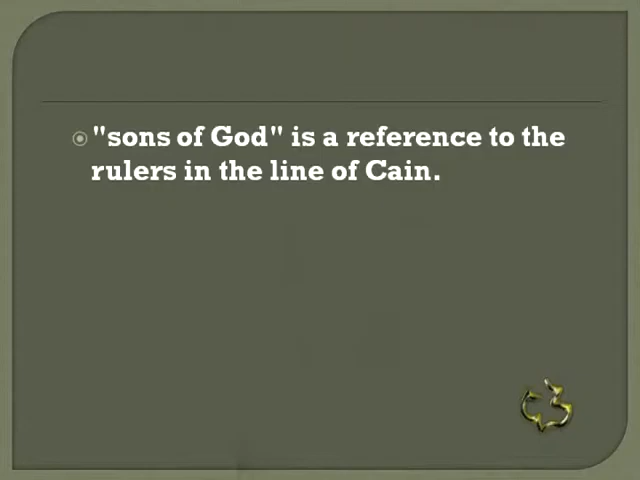 "sons of God" is a reference to the
rulers in the line of Cain.